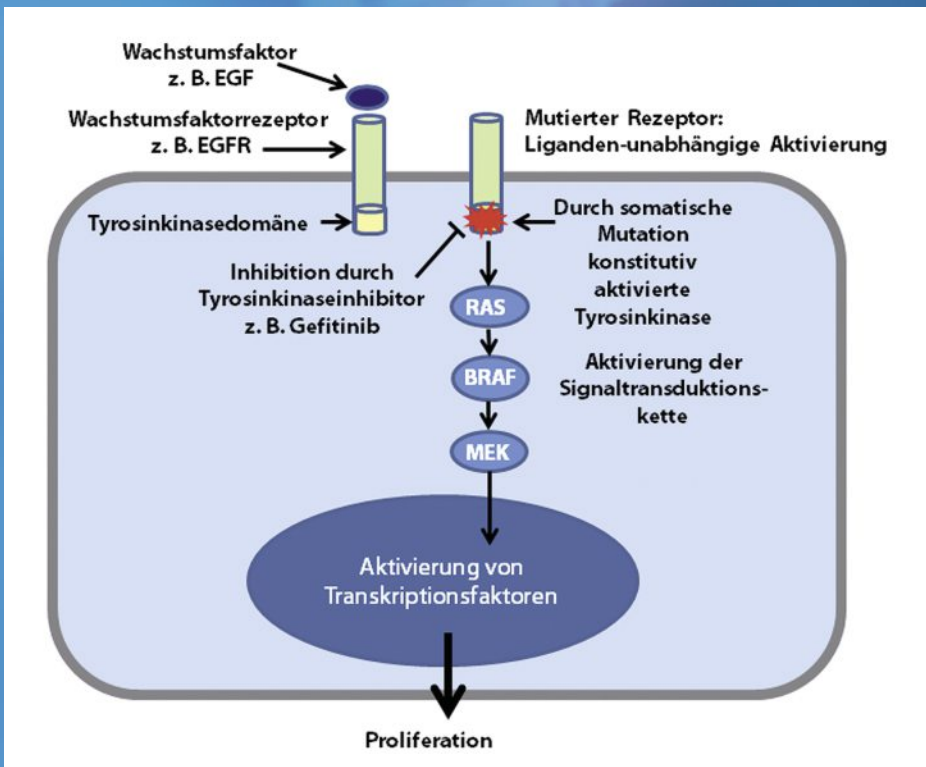 Wachstumsfaktor
z. B. EGF
Wachstumsfaktorrezeptor
z. B. EGFR
Mutierter Rezeptor:
Liganden-unabhängige Aktivierung
Tyrosinkinasedomäne
Durch somatische
Mutation
konstitutiv
aktivierte
Tyrosinkinase
Inhibition durch
Tyrosinkinaseinhibitor
z. B. Gefitinib
RAS
BRAF
Aktivierung der
Signaltransduktions-
kette
MEK
Aktivierung von
Transkriptionsfaktoren
Proliferation